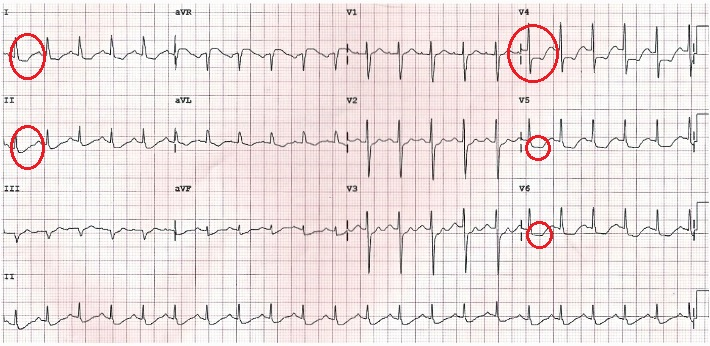 I aVR V1 V4
II aVL V2 V5
III aVF V3 V6
II